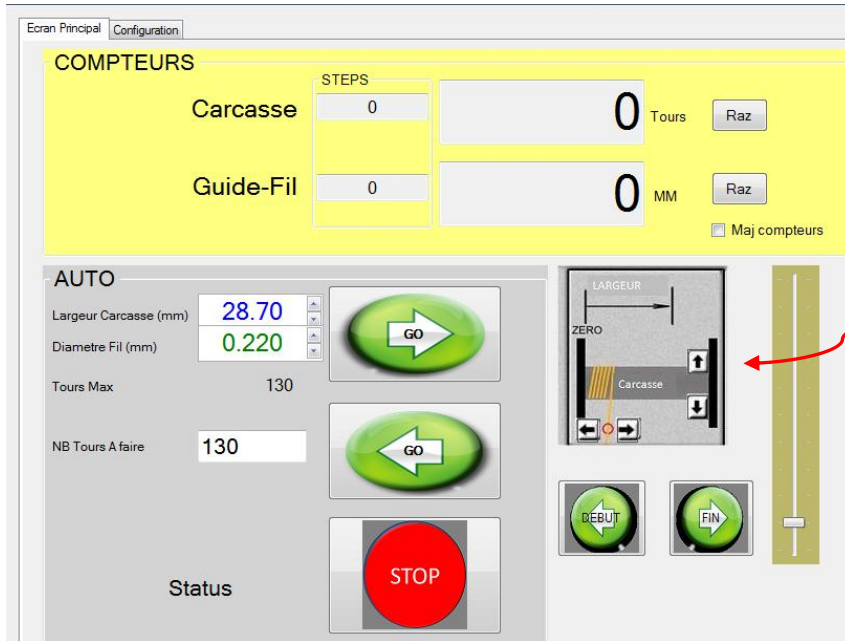 Ecran Principal Configuration
COMPTEURS
STEPS
Carcasse 0 0 Tours Raz
Guide-Fil 0 0 MM Raz
Maj compteurs
AUTO
Largeur Carcasse (mm) 28.70
Diametre Fil (mm) 0.220
Tours Max 130
NB Tours A faire 130
GO
GO
STOP
Status
LARGEUR
ZERO
Carcasse
DEBUT FIN